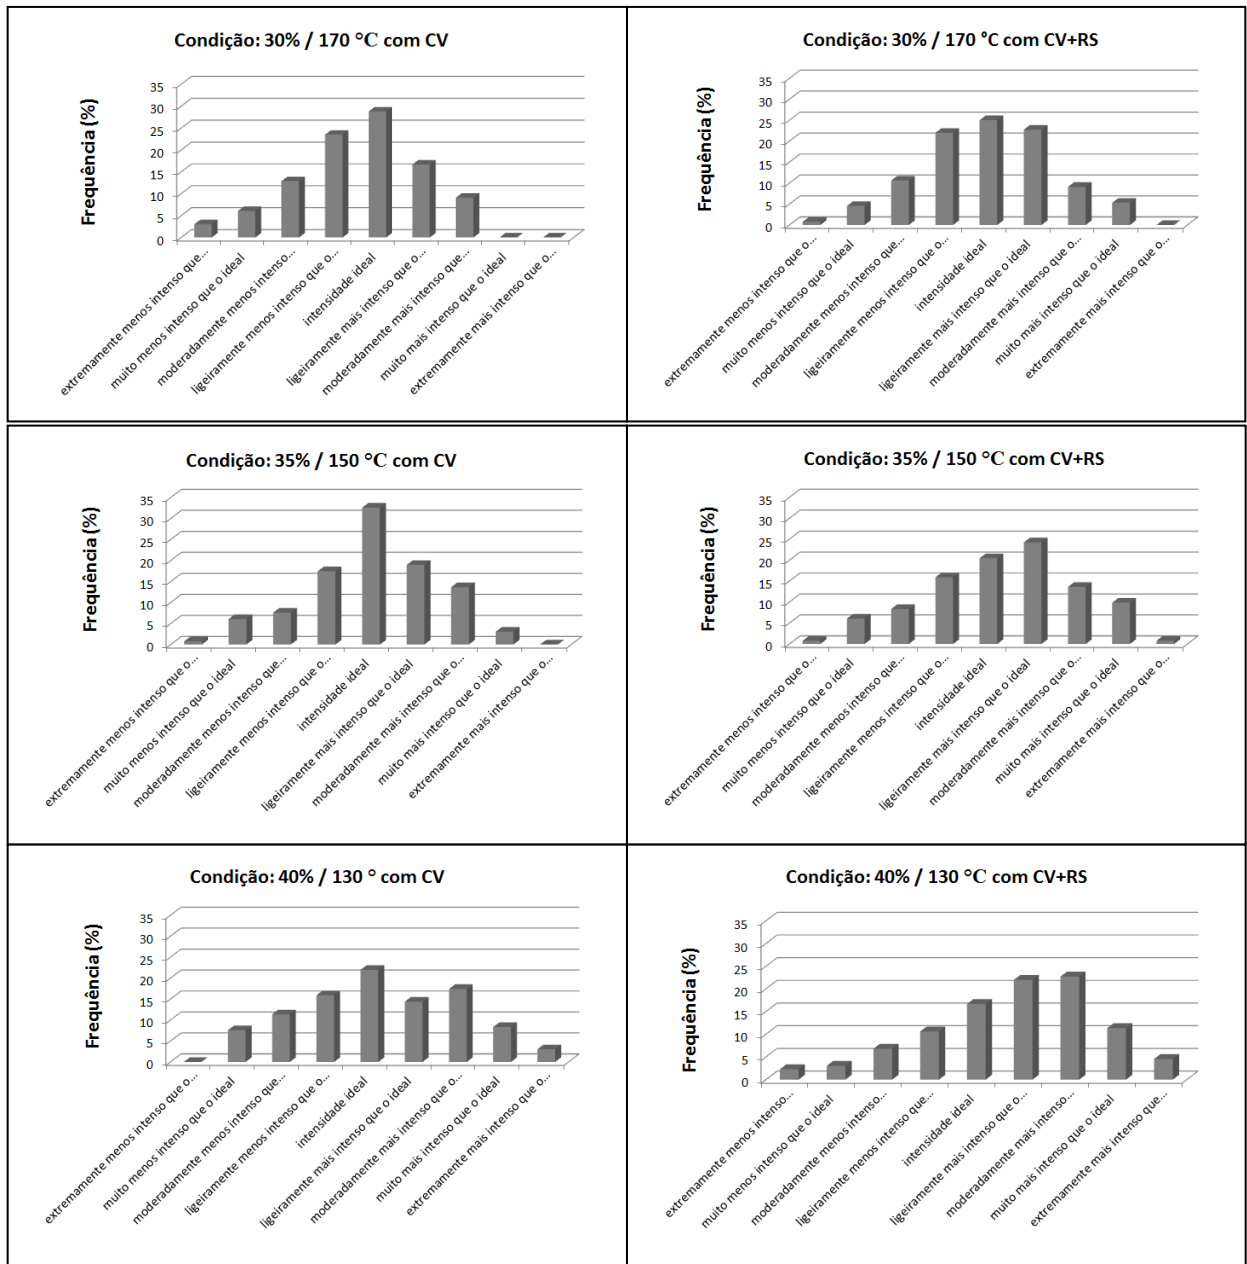 Condição: 30% / 170 °C com CV
Frequência (%)
35
30
25
20
15
10
5
0
extremamente menos intenso que...
muito menos intenso que o ideal
moderadamente menos intenso...
ligeiramente menos intenso que o...
intensidade ideal
ligeiramente mais intenso que o...
moderadamente mais intenso que...
muito mais intenso que o ideal
extremamente mais intenso que o...
Condição: 30% / 170 °C com CV+RS
Frequência (%)
35
30
25
20
15
10
5
0
extremamente menos intenso que o...
muito menos intenso que o ideal
moderadamente menos intenso que...
ligeiramente menos intenso que o...
intensidade ideal
ligeiramente mais intenso que o ideal
moderadamente mais intenso que o...
muito mais intenso que o ideal
extremamente mais intenso que o...
Condição: 35% / 150 °C com CV
Frequência (%)
35
30
25
20
15
10
5
0
extremamente menos intenso que o...
muito menos intenso que o ideal
moderadamente menos intenso que...
ligeiramente menos intenso que o...
intensidade ideal
ligeiramente mais intenso que o ideal
moderadamente mais intenso que o...
muito mais intenso que o ideal
extremamente mais intenso que o...
Condição: 35% / 150 °C com CV+RS
Frequência (%)
35
30
25
20
15
10
5
0
extremamente menos intenso que o...
muito menos intenso que o ideal
moderadamente menos intenso que...
ligeiramente menos intenso que o...
intensidade ideal
ligeiramente mais intenso que o ideal
moderadamente mais intenso que o...
muito mais intenso que o ideal
extremamente mais intenso que o...
Condição: 40% / 130 ° com CV
Frequência (%)
35
30
25
20
15
10
5
0
extremamente menos intenso que o...
muito menos intenso que o ideal
moderadamente menos intenso que...
ligeiramente menos intenso que o...
intensidade ideal
ligeiramente mais intenso que o ideal
moderadamente mais intenso que o...
muito mais intenso que o ideal
extremamente mais intenso que o...
Condição: 40% / 130 °C com CV+RS
Frequência (%)
35
30
25
20
15
10
5
0
extremamente menos intenso...
muito menos intenso que o ideal
moderadamente menos intenso...
ligeiramente menos intenso que...
intensidade ideal
ligeiramente mais intenso que o...
moderadamente mais intenso...
muito mais intenso que o ideal
extremamente mais intenso que...